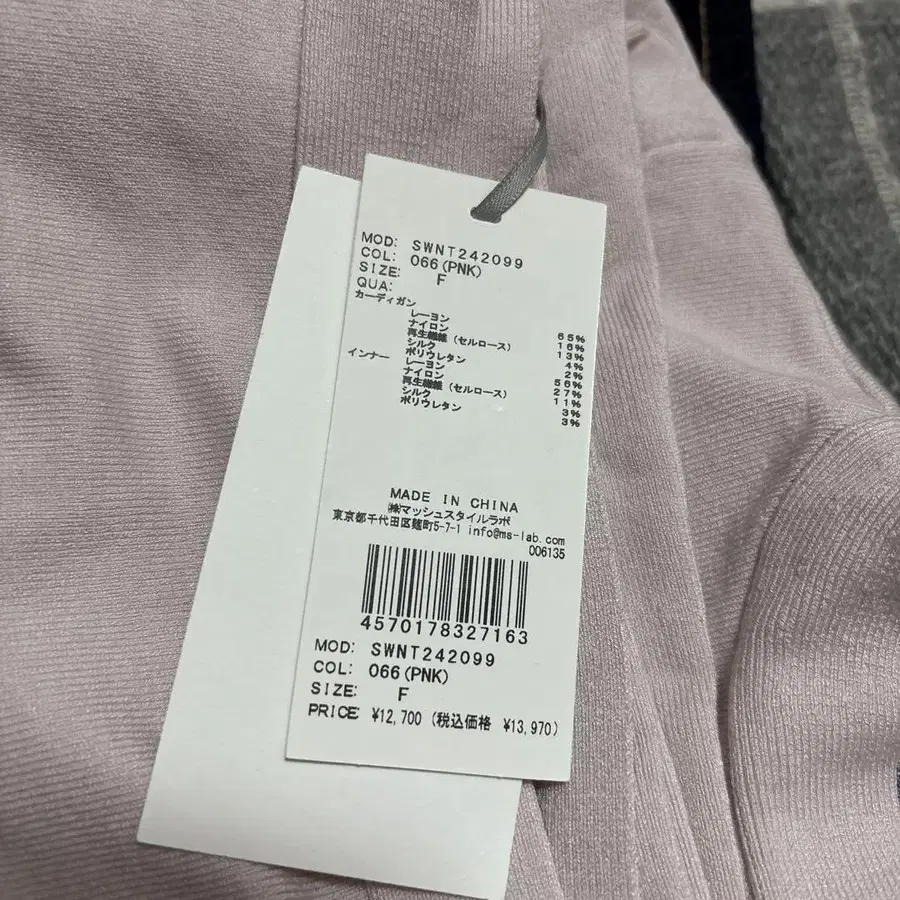 MOD: SWNT242099
COL: 066(PNK)
SIZE: F
QUA:
カーディガン
レーヨン 65%
ナイロン 16%
再生繊維(セルロース) 13%
シルク 4%
ポリウレタン 2%
インナー
レーヨン 56%
ナイロン 27%
再生繊維(セルロース) 11%
シルク 3%
ポリウレタン 3%
MADE IN CHINA
㈱マッシュスタイルラボ
東京都千代田区麹町5-7-1 info@ms-lab.com
006135
4570178327163
MOD: SWNT242099
COL: 066(PNK)
SIZE: F
PRICE: ¥12,700 (税込価格 ¥13,970)